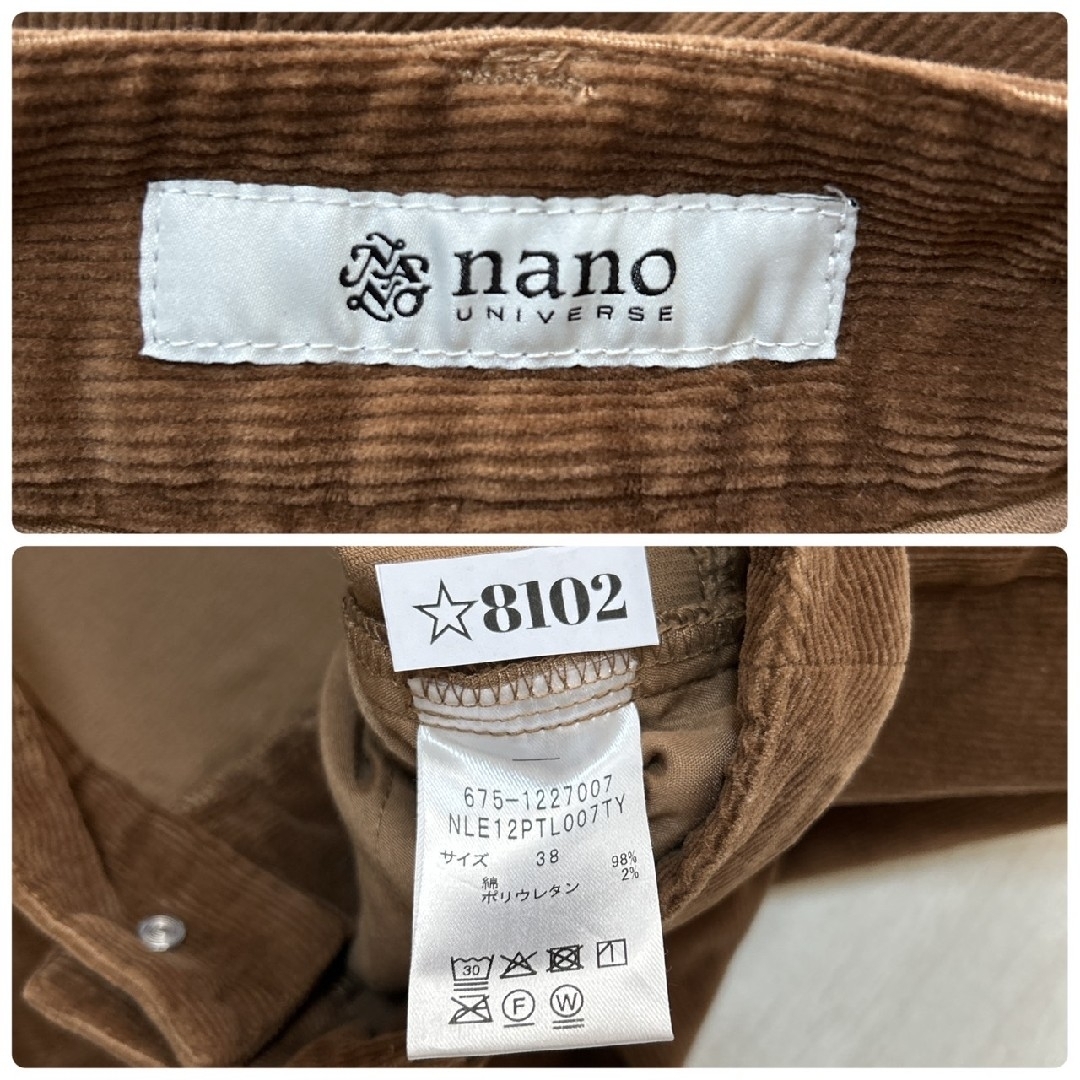 nano
UNIVERSE
☆8102
675-1227007
NLE12PTL007TY
サイズ 38
綿 98%
ポリウレタン 2%
30
F W